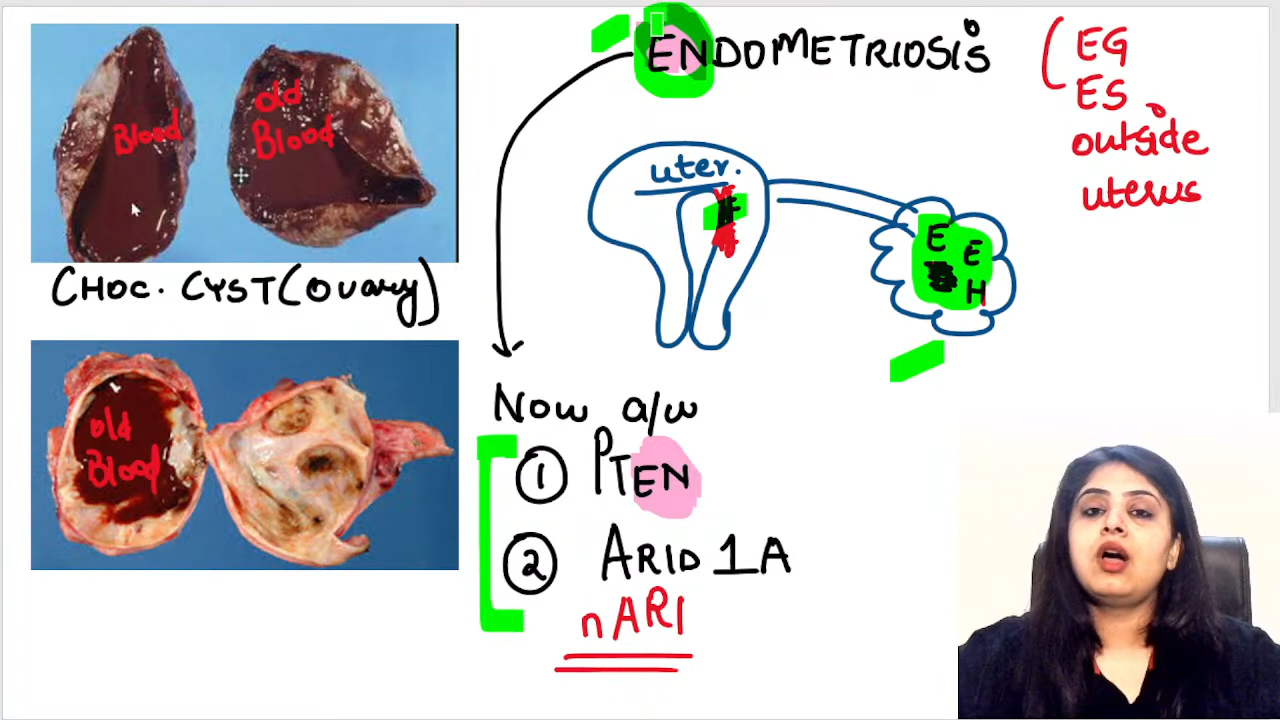 Blood
old
Blood
CHOC. CYST (Ovary)
old
Blood
ENDOMETRIOSIS
EG
ES
outside
uterus
uter.
E E
H
Now a/w
1 PTEN
2 ARID 1A
nARI